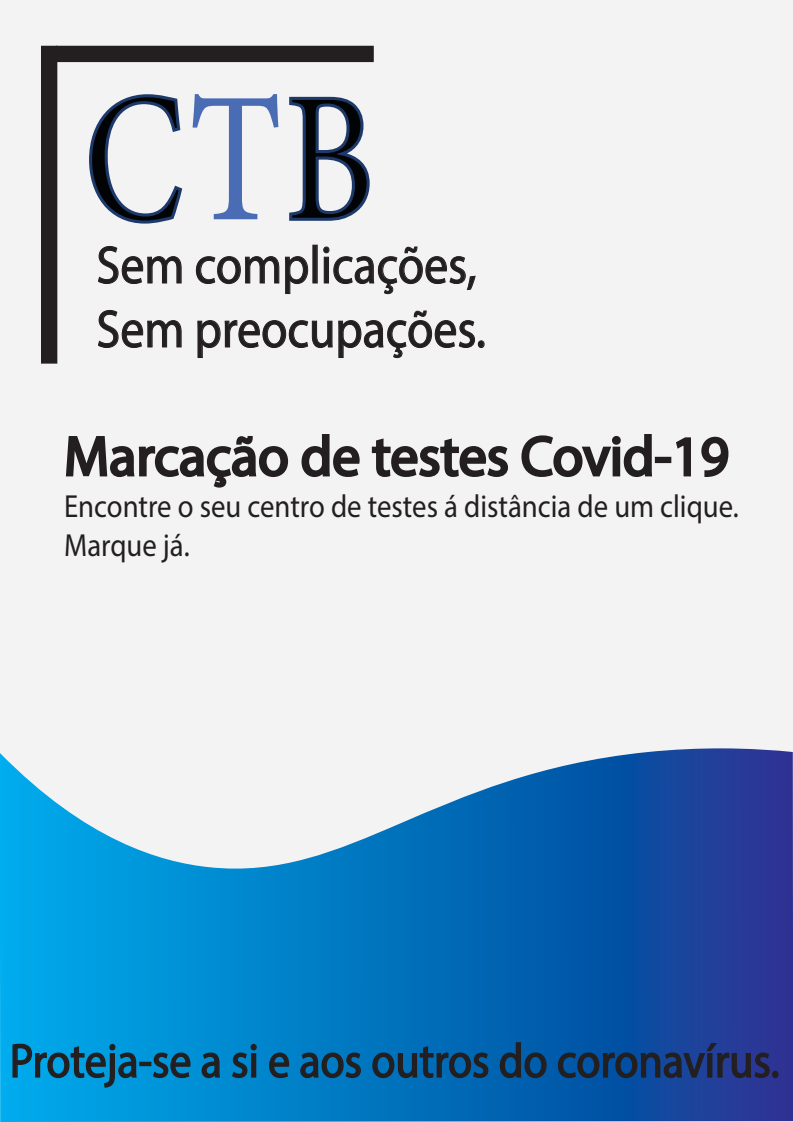 CTB
Sem complicações,
Sem preocupações.
Marcação de testes Covid-19
Encontre o seu centro de testes á distância de um clique.
Marque já.
Proteja-se a si e aos outros do coronavírus.